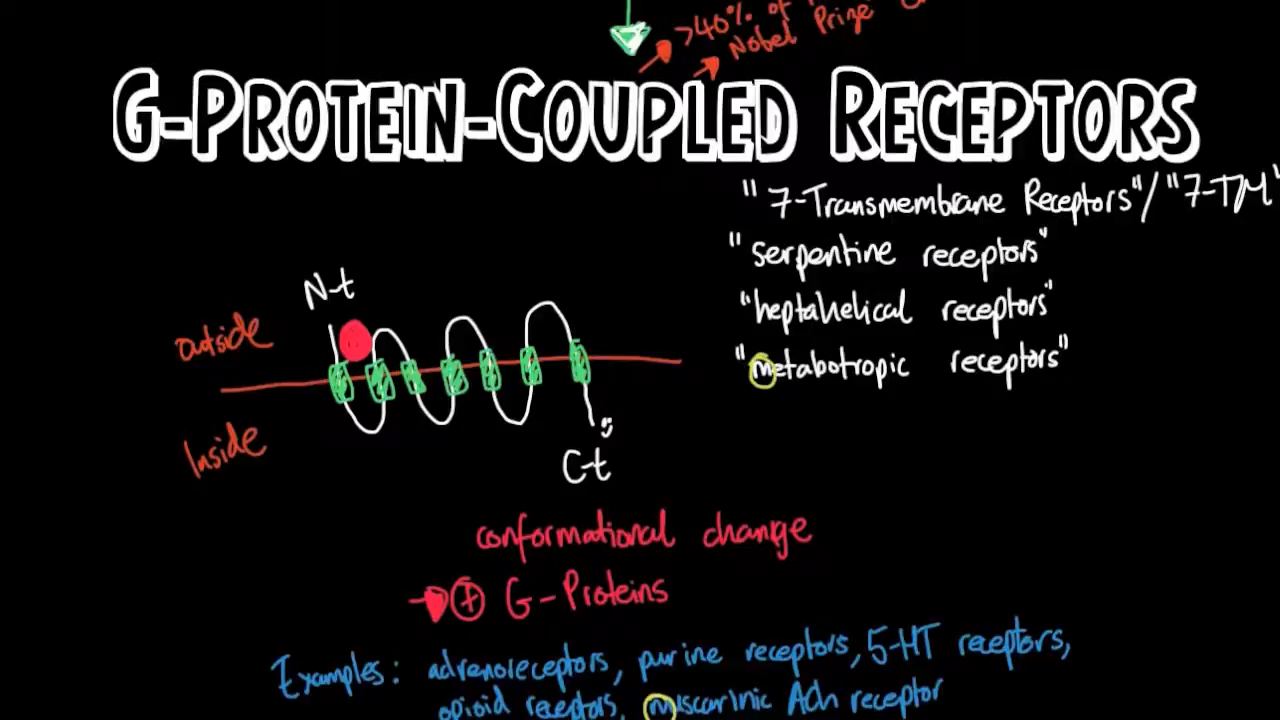 >40% of
Nobel Prize
G-PROTEIN-COUPLED RECEPTORS
"7-Transmembrane Receptors"/"7-TM"
"serpentine receptors"
"heptahelical receptors"
"metabotropic receptors"
N-t
outside
Inside
C-t
conformational change
+ G-Proteins
Examples: adrenoreceptors, purine receptors, 5-HT receptors,
opioid receptors, muscarinic ACh receptor